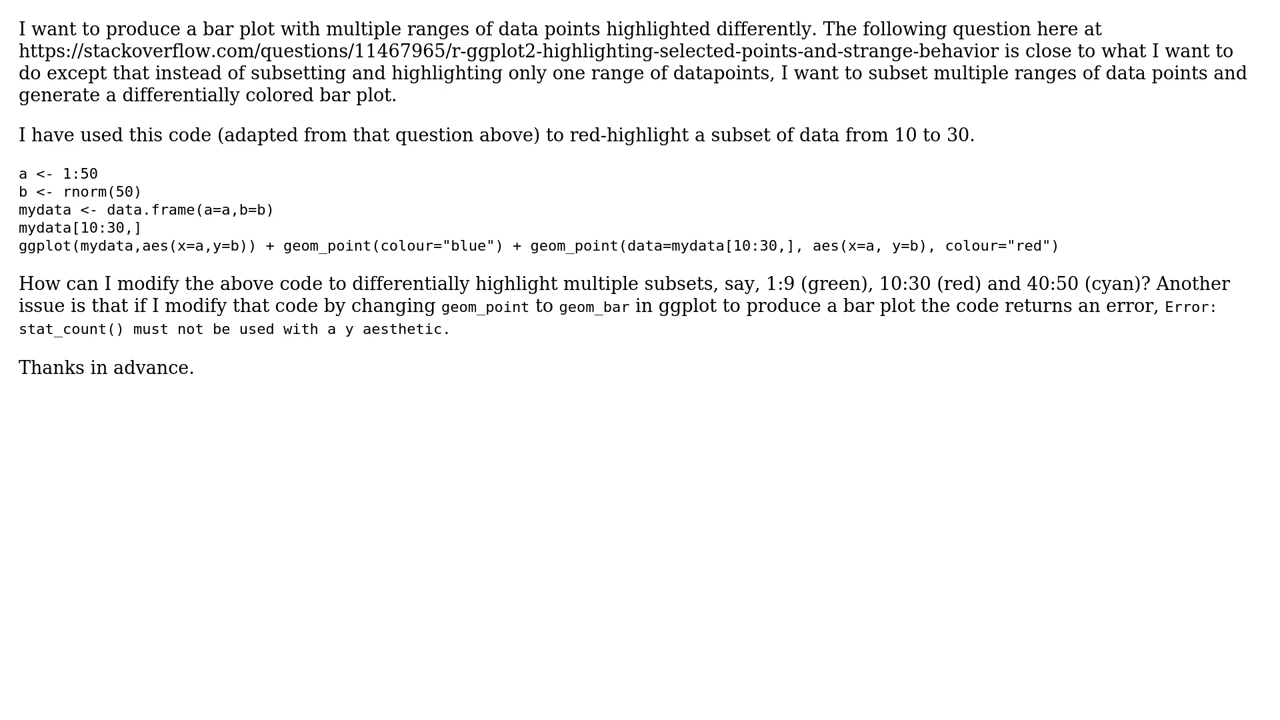 I want to produce a bar plot with multiple ranges of data points highlighted differently. The following question here at
https://stackoverflow.com/questions/11467965/r-ggplot2-highlighting-selected-points-and-strange-behavior is close to what I want to
do except that instead of subsetting and highlighting only one range of datapoints, I want to subset multiple ranges of data points and
generate a differentially colored bar plot.
I have used this code (adapted from that question above) to red-highlight a subset of data from 10 to 30.
a <- 1:50
b <- rnorm(50)
mydata <- data.frame(a=a,b=b)
mydata[10:30,]
ggplot(mydata,aes(x=a,y=b)) + geom_point(colour="blue") + geom_point(data=mydata[10:30,], aes(x=a, y=b), colour="red")
How can I modify the above code to differentially highlight multiple subsets, say, 1:9 (green), 10:30 (red) and 40:50 (cyan)? Another
issue is that if I modify that code by changing geom_point to geom_bar in ggplot to produce a bar plot the code returns an error, Error:
stat_count() must not be used with a y aesthetic.
Thanks in advance.